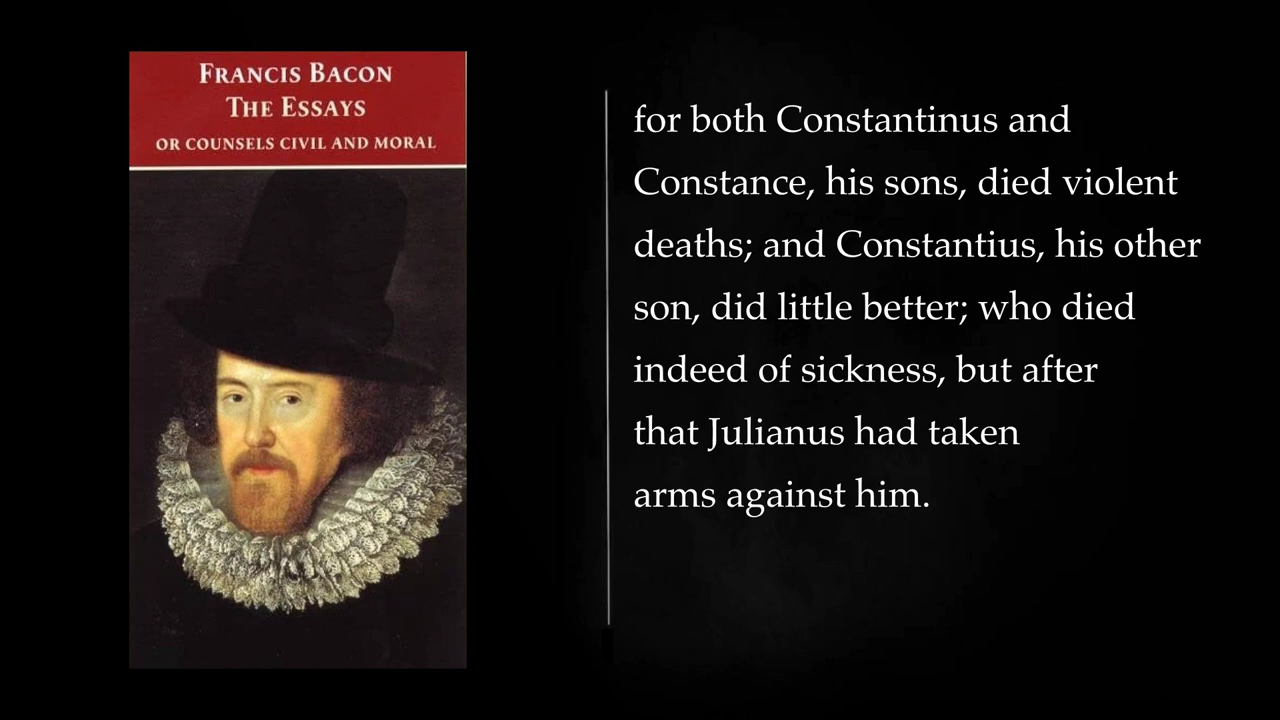 FRANCIS BACON
THE ESSAYS
OR COUNSELS CIVIL AND MORAL
for both Constantinus and
Constance, his sons, died violent
deaths; and Constantius, his other
son, did little better; who died
indeed of sickness, but after
that Julianus had taken
arms against him.